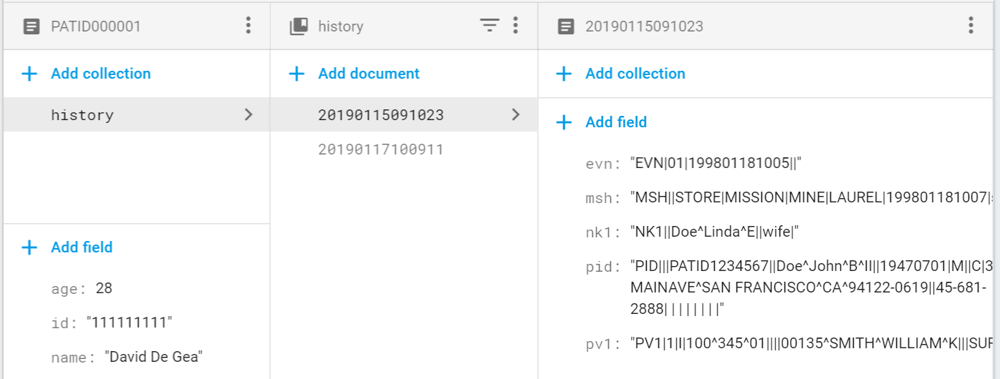 PATID000001
Add collection
history
Add field
age: 28
id: "111111111"
name: "David De Gea"
history
Add document
20190115091023
20190117100911
20190115091023
Add collection
Add field
evn: "EVN|01|199801181005||"
msh: "MSH||STORE|MISSION|MINE|LAUREL|199801181007|
nk1: "NK1||Doe^Linda^E||wife|"
pid: "PID|||PATID1234567||Doe^John^B^II||19470701|M||C|3
MAINAVE^SAN FRANCISCO^CA^94122-0619||45-681-
2888| | | | | | | |"
pv1: "PV1|1|I|100^345^01||||00135^SMITH^WILLIAM^K|||SUR